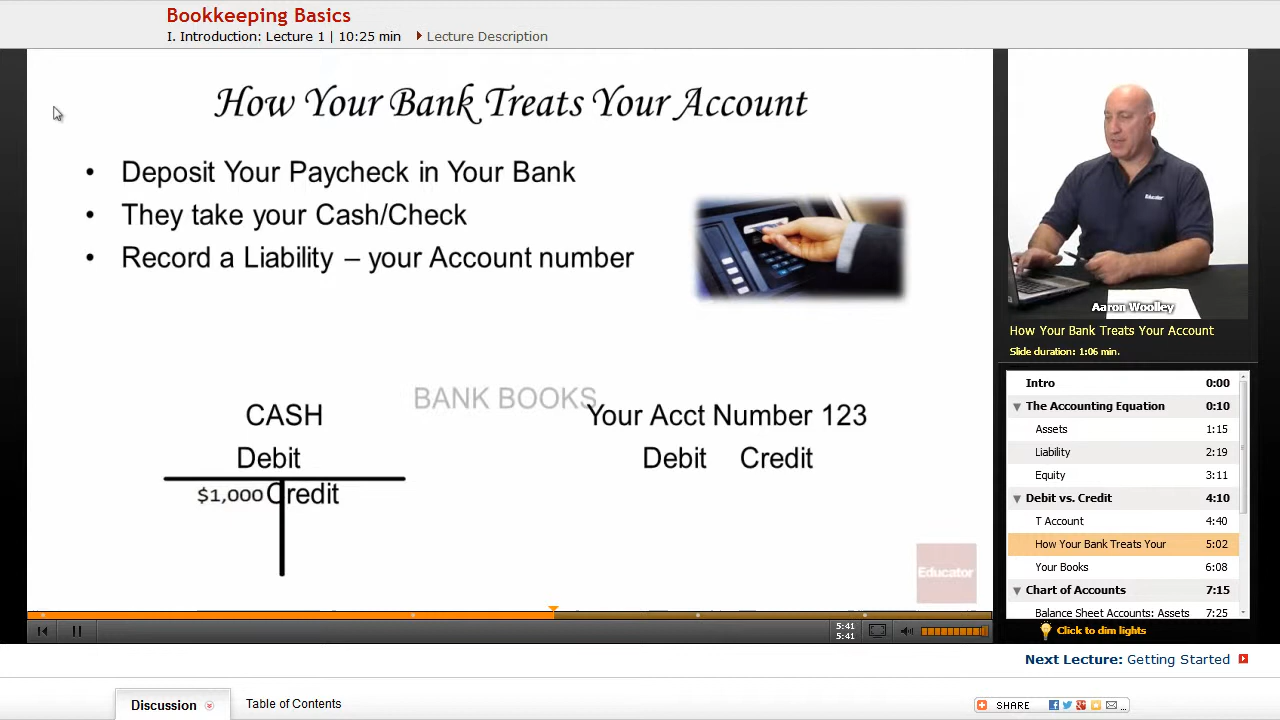 Bookkeeping Basics
I. Introduction: Lecture 1 | 10:25 min
Lecture Description
How Your Bank Treats Your Account
• Deposit Your Paycheck in Your Bank
• They take your Cash/Check
• Record a Liability – your Account number
BANK BOOKS
CASH
Debit
$1,000 Credit
Your Acct Number 123
Debit Credit
Educator
Educator
Aaron Woolley
How Your Bank Treats Your Account
Slide duration: 1:06 min.
Intro 0:00
The Accounting Equation 0:10
Assets 1:15
Liability 2:19
Equity 3:11
Debit vs. Credit 4:10
T Account 4:40
How Your Bank Treats Your 5:02
Your Books 6:08
Chart of Accounts 7:15
Balance Sheet Accounts: Assets 7:25
5:41
5:41
Click to dim lights
Next Lecture: Getting Started
Discussion
Table of Contents
SHARE
...